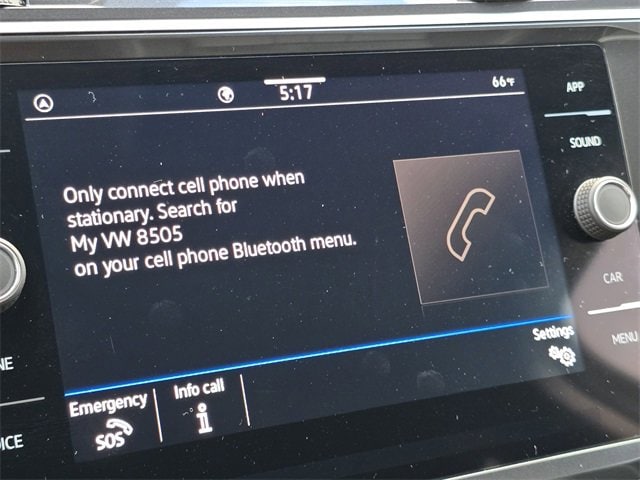 5:17
66°F
APP
SOUND
Only connect cell phone when
stationary. Search for
My VW 8505
on your cell phone Bluetooth menu.
CAR
MENU
Settings
Emergency
SOS
Info call
i